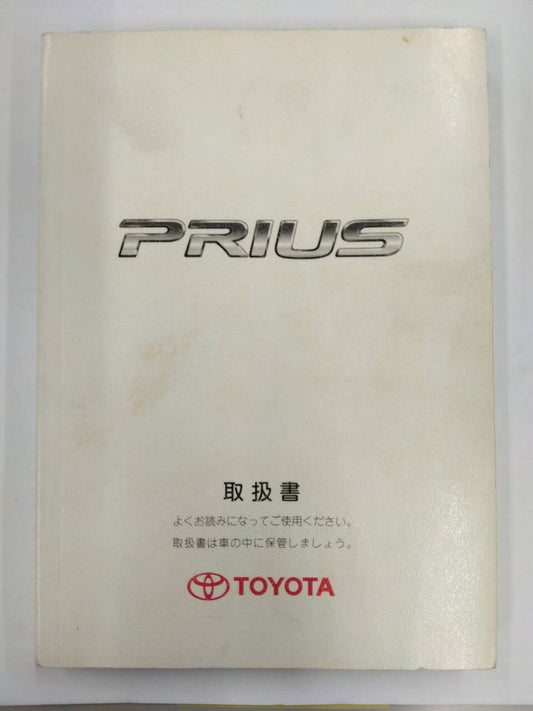 PRIUS
取扱書
よくお読みになってご使用ください。
取扱書は車の中に保管しましょう。
TOYOTA